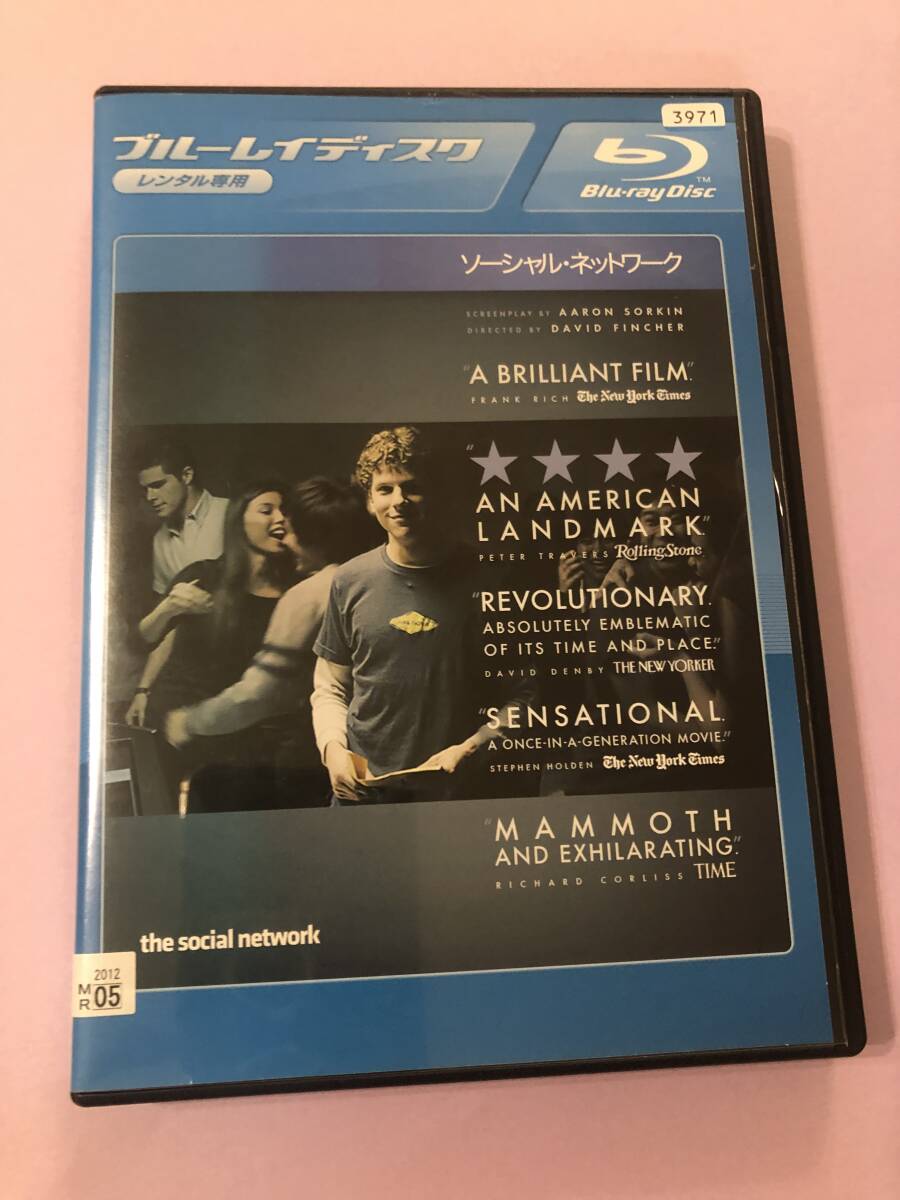 3971
ブルーレイディスク
レンタル専用
Blu-ray Disc
TM
ソーシャル・ネットワーク
SCREENPLAY BY AARON SORKIN
DIRECTED BY DAVID FINCHER
"A BRILLIANT FILM."
FRANK RICH The New York Times
"★★★★
AN AMERICAN
LANDMARK."
PETER TRAVERS RollingStone
"REVOLUTIONARY.
ABSOLUTELY EMBLEMATIC
OF ITS TIME AND PLACE."
DAVID DENBY THE NEW YORKER
"SENSATIONAL.
A ONCE-IN-A-GENERATION MOVIE."
STEPHEN HOLDEN The New York Times
"MAMMOTH
AND EXHILARATING."
RICHARD CORLISS TIME
the social network
2012
MR 05